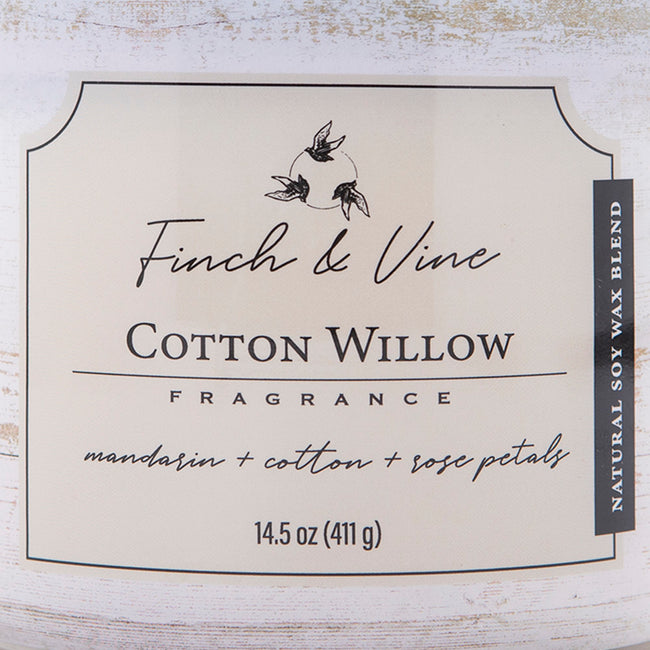 Finch & Vine
COTTON WILLOW
FRAGRANCE
mandarin + cotton + rose petals
14.5 oz (411 g)
NATURAL SOY WAX BLEND